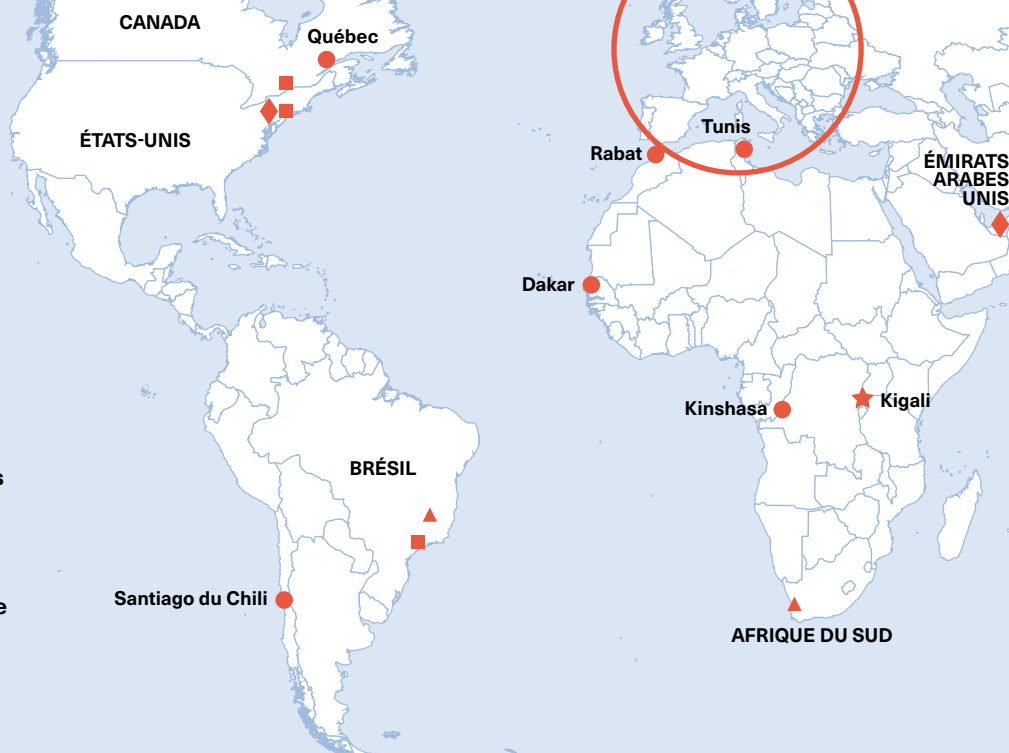 CANADA
Québec
ÉTATS-UNIS
Tunis
Rabat
ÉMIRATS
ARABES
UNIS
Dakar
Kinshasa
Kigali
BRÉSIL
s
Santiago du Chili
e
AFRIQUE DU SUD